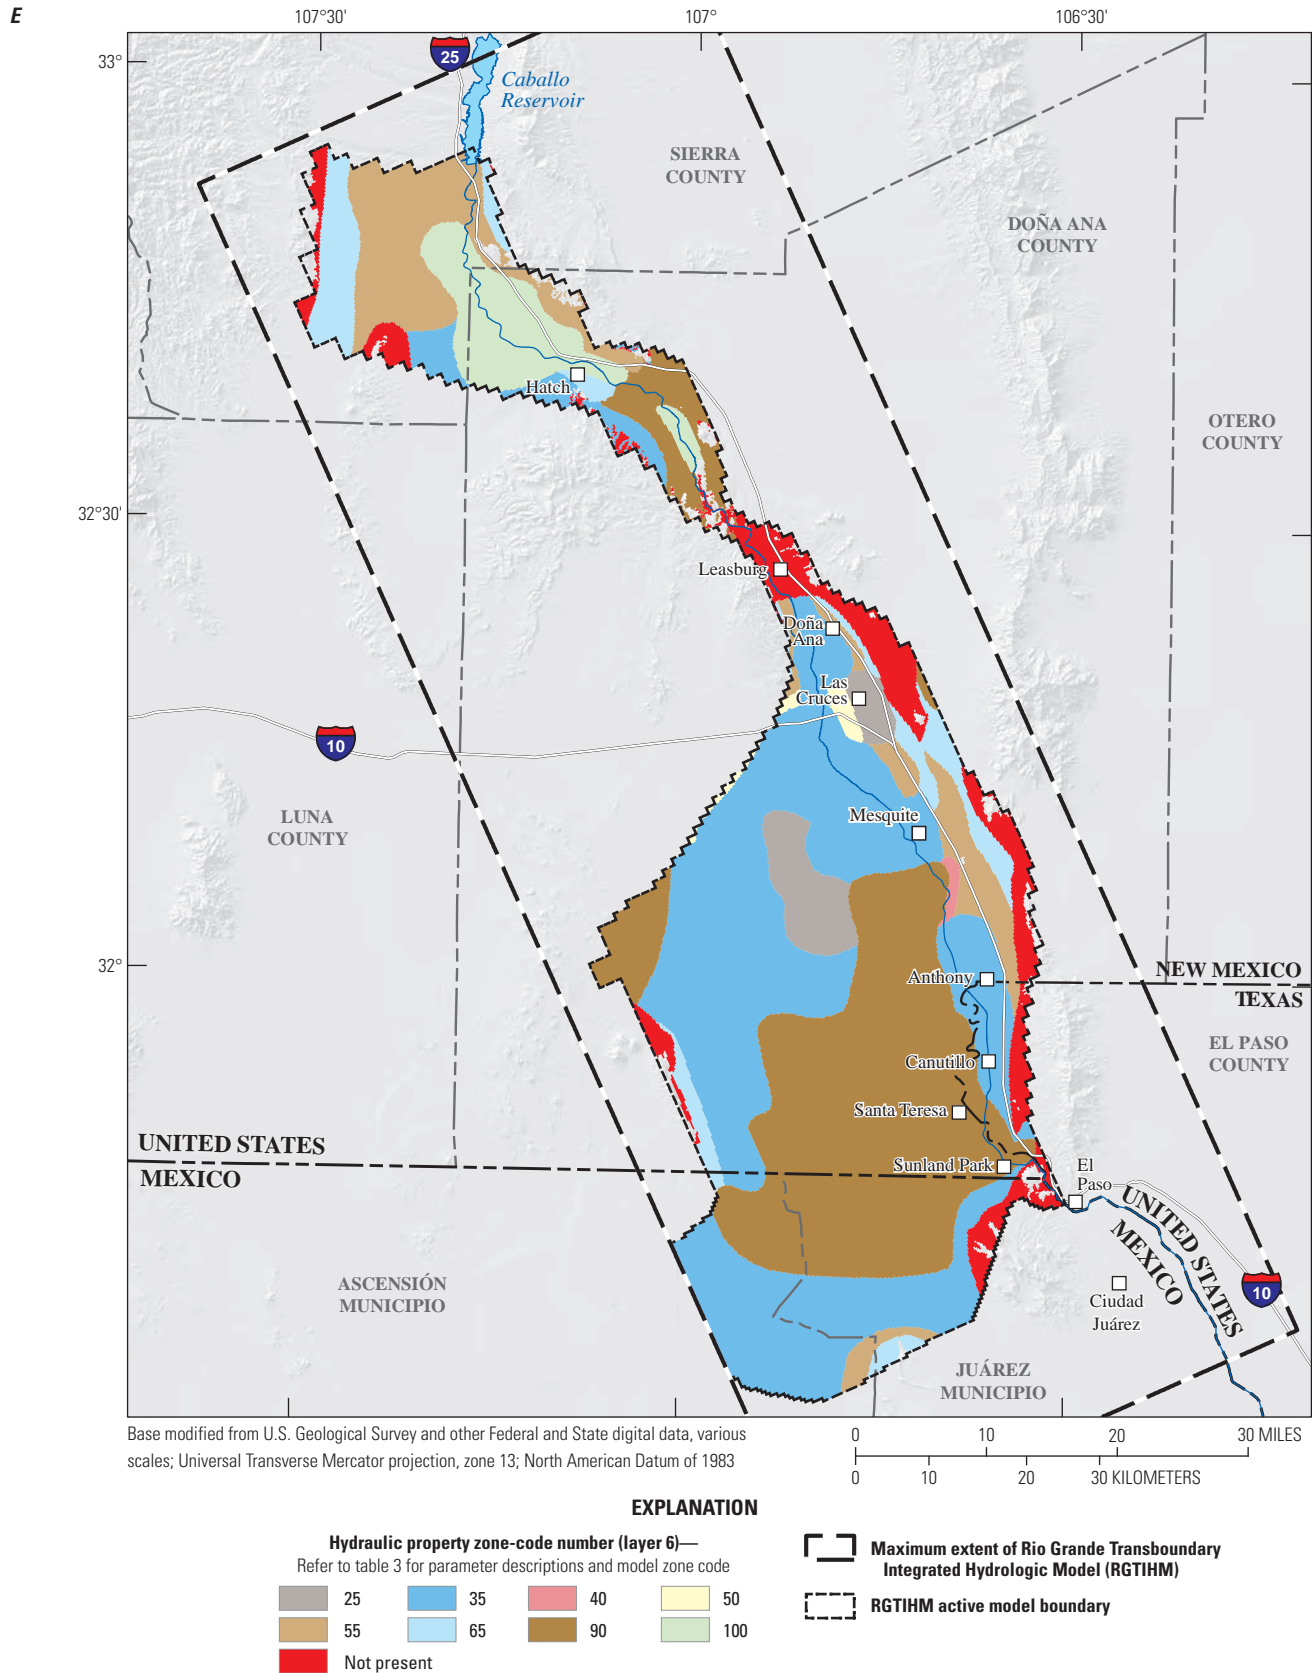 E
107°30'
107°
106°30'
33°
25
Caballo
Reservoir
SIERRA
COUNTY
DOÑA ANA
COUNTY
Hatch
OTERO
COUNTY
32°30'
Leasburg
Doña
Ana
Las
Cruces
10
LUNA
COUNTY
Mesquite
32°
Anthony
NEW MEXICO
TEXAS
EL PASO
COUNTY
Canutillo
Santa Teresa
UNITED STATES
MEXICO
Sunland Park
El
Paso
UNITED STATES
MEXICO
ASCENSIÓN
MUNICIPIO
Ciudad
Juárez
10
JUÁREZ
MUNICIPIO
Base modified from U.S. Geological Survey and other Federal and State digital data, various
scales; Universal Transverse Mercator projection, zone 13; North American Datum of 1983
0 10 20 30 MILES
0 10 20 30 KILOMETERS
EXPLANATION
Hydraulic property zone-code number (layer 6)—
Refer to table 3 for parameter descriptions and model zone code
25 35 40 50
55 65 90 100
Not present
Maximum extent of Rio Grande Transboundary
Integrated Hydrologic Model (RGTIHM)
RGTIHM active model boundary